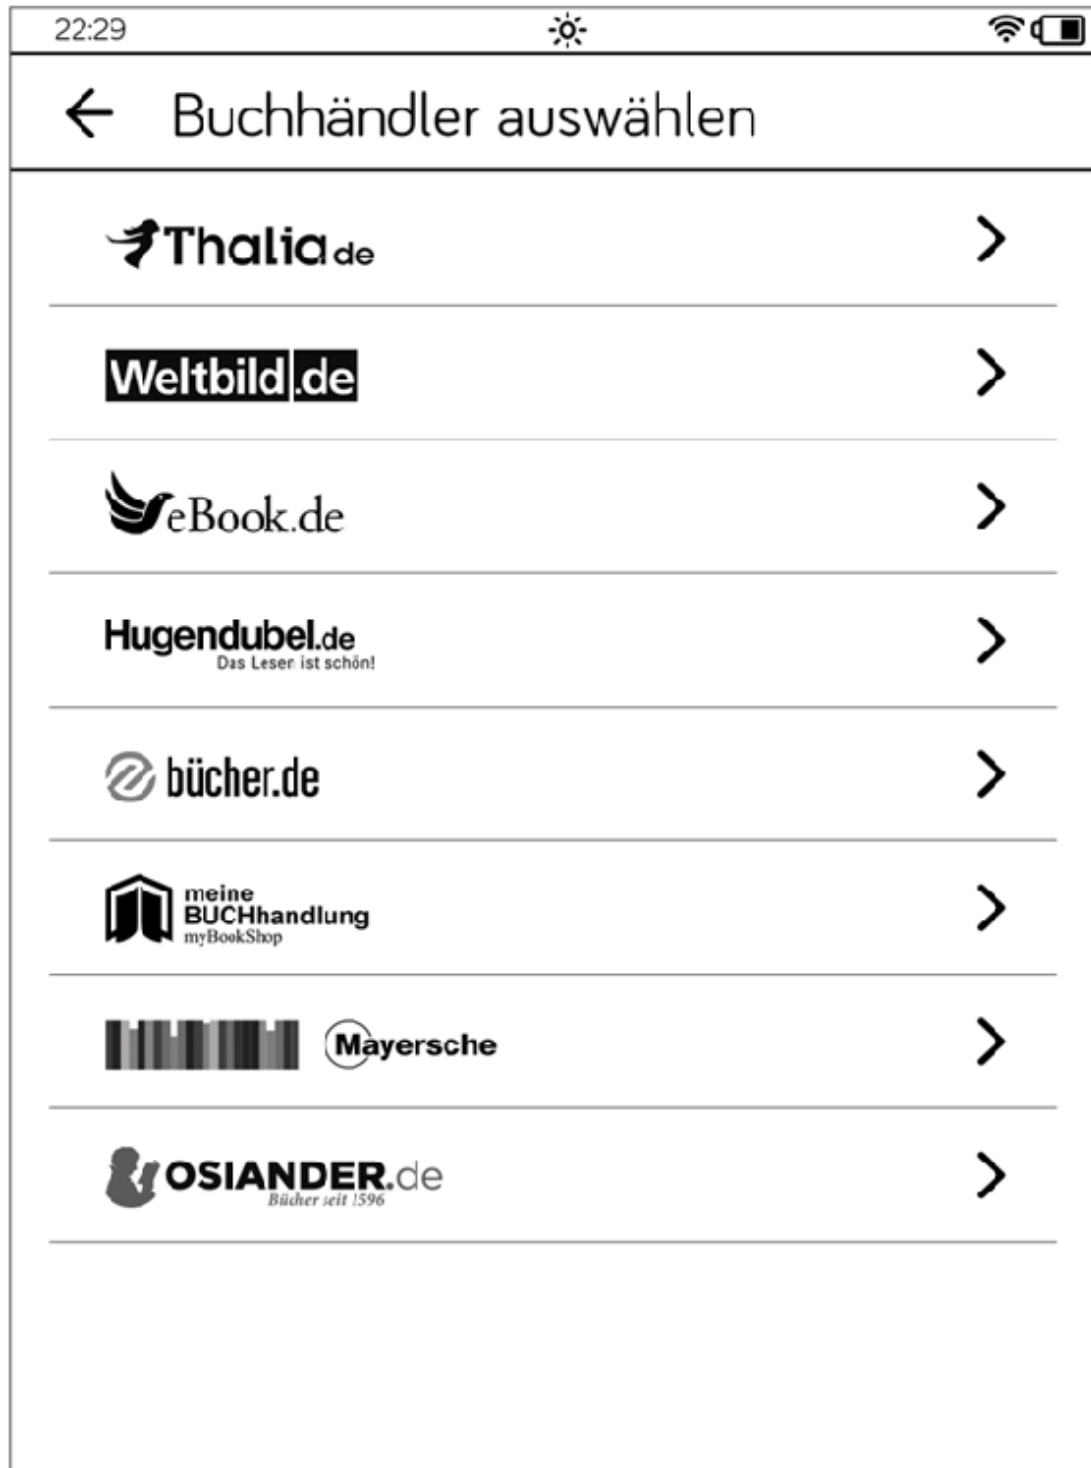 22:29
Buchhändler auswählen
Thalia.de
Weltbild.de
eBook.de
Hugendubel.de
Das Lesen ist schön!
bücher.de
meine
BUCHhandlung
myBookShop
Mayersche
OSIANDER.de
Bücher seit 1596